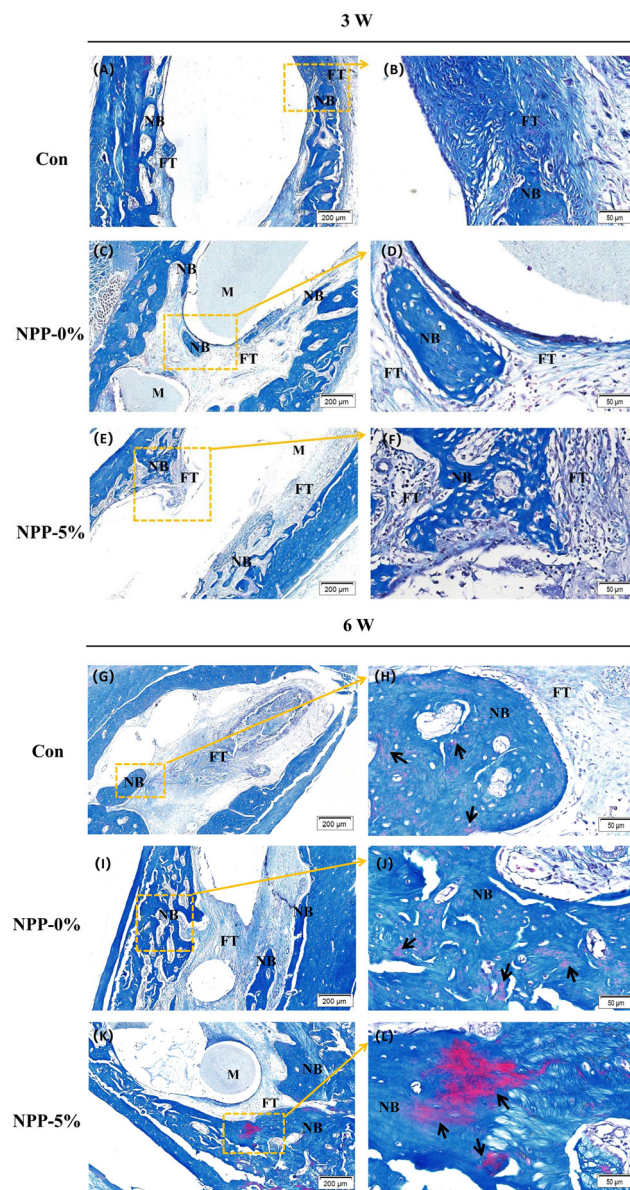 3 W
Con
(A)
FT
NB
NB
FT
200 μm
(B)
FT
NB
50 μm
NPP-0%
(C)
NB
M
NB
NB
FT
M
200 μm
(D)
NB
FT
FT
50 μm
NPP-5%
(E)
NB
FT
M
FT
NB
200 μm
(F)
NB
FT
FT
50 μm
6 W
Con
(G)
FT
NB
200 μm
(H)
FT
NB
50 μm
NPP-0%
(I)
NB
NB
FT
NB
200 μm
(J)
NB
50 μm
NPP-5%
(K)
M
NB
FT
NB
200 μm
(L)
NB
50 μm